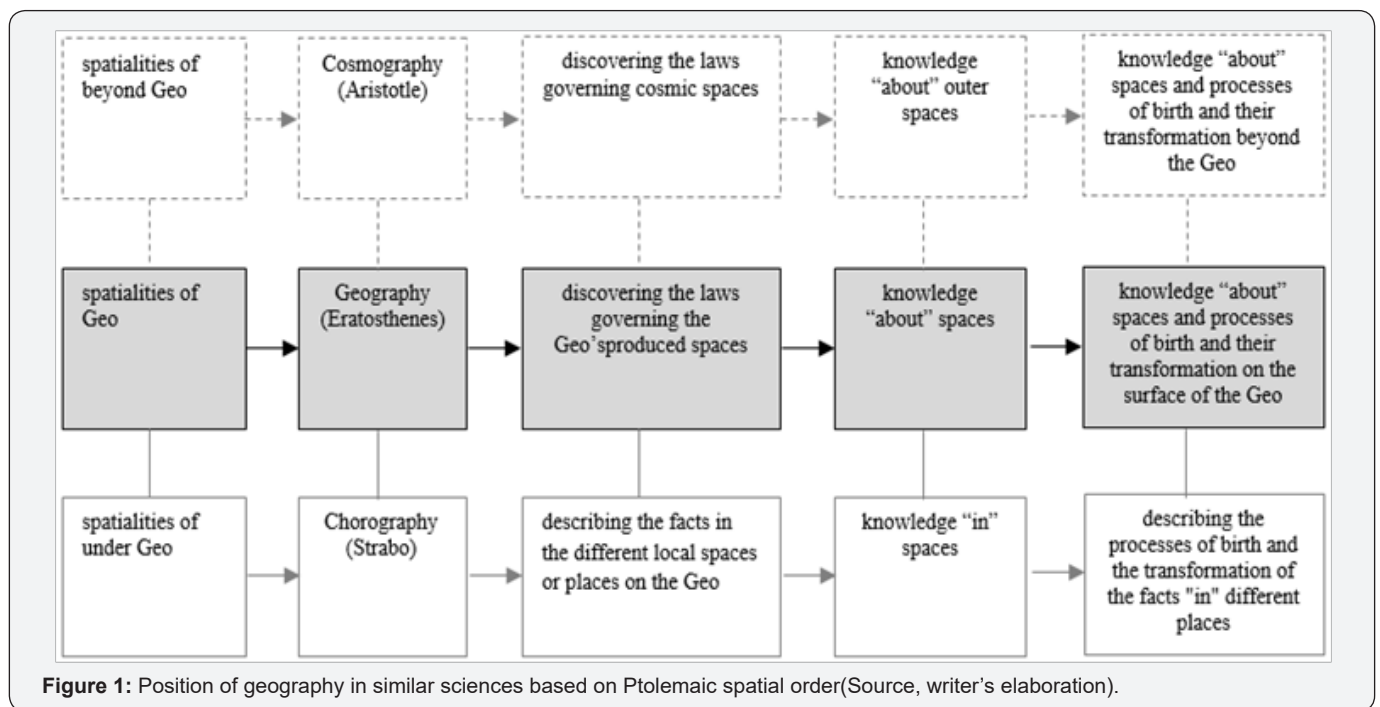 spatialities of
beyond Geo
Cosmography
(Aristotle)
discovering the laws
governing cosmic spaces
knowledge
“about” outer
spaces
knowledge “about”
spaces and processes
of birth and their
transformation beyond
the Geo
spatialities of
Geo
Geography
(Eratosthenes)
discovering the laws
governing the
Geo’sproduced spaces
knowledge
“about” spaces
knowledge “about”
spaces and processes
of birth and their
transformation on the
surface of the Geo
spatialities of
under Geo
Chorography
(Strabo)
describing the facts in
the different local spaces
or places on the Geo
knowledge “in”
spaces
describing the
processes of birth and
the transformation of
the facts "in" different
places
Figure 1: Position of geography in similar sciences based on Ptolemaic spatial order(Source, writer’s elaboration).